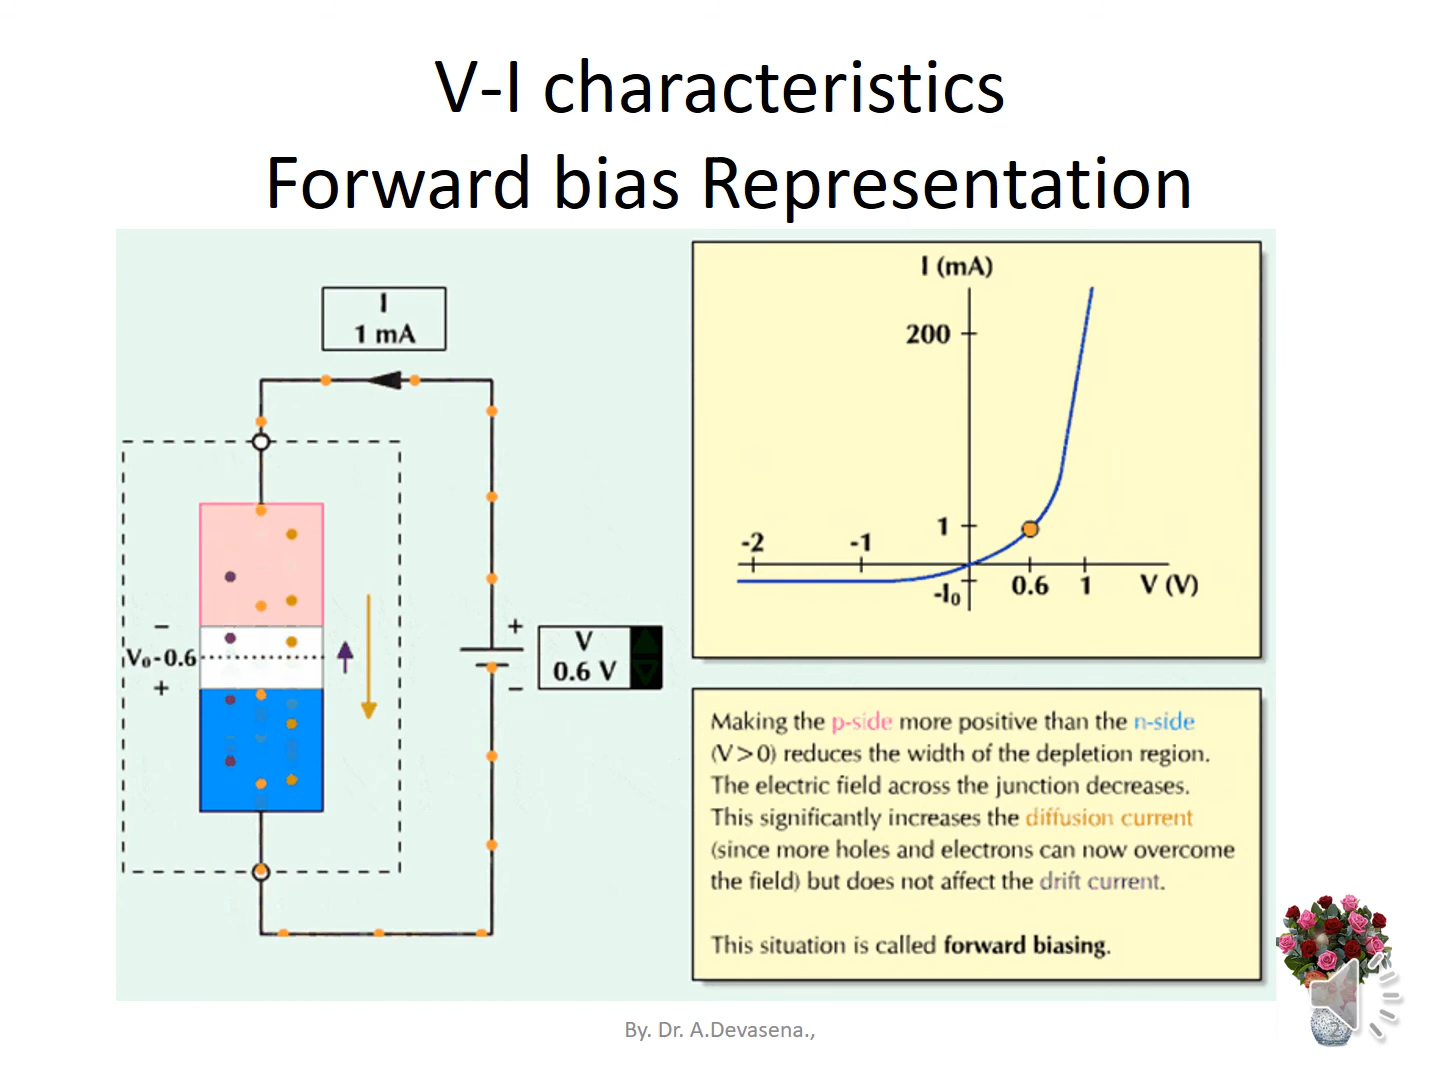 V-I characteristics
Forward bias Representation
I
1 mA
−
V₀-0.6
+
+
V
0.6 V
−
I (mA)
200
1
-2
-1
-I₀
0.6
1
V (V)
Making the p-side more positive than the n-side
(V>0) reduces the width of the depletion region.
The electric field across the junction decreases.
This significantly increases the diffusion current
(since more holes and electrons can now overcome
the field) but does not affect the drift current.
This situation is called forward biasing.
By. Dr. A.Devasena.,